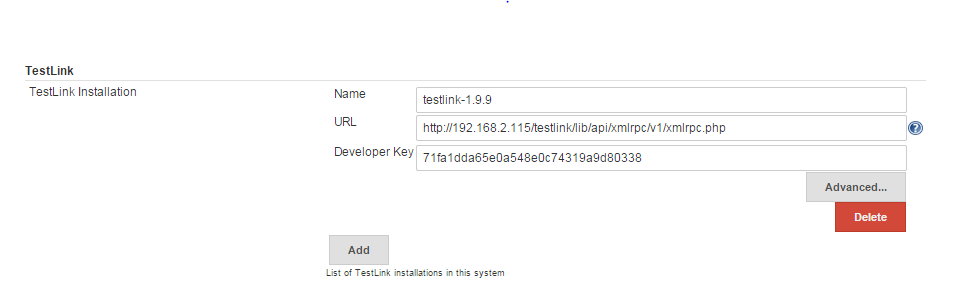 TestLink
TestLink Installation
Name
testlink-1.9.9
URL
http://192.168.2.115/testlink/lib/api/xmlrpc/v1/xmlrpc.php
?
Developer Key
71fa1dda65e0a548e0c74319a9d80338
Advanced...
Delete
Add
List of TestLink installations in this system